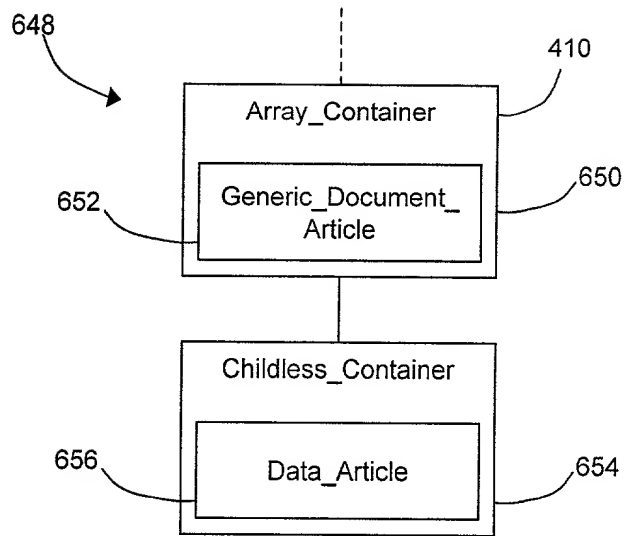 648
410
Array_Container
650
652
Generic_Document_
Article
Childless_Container
656
Data_Article
654